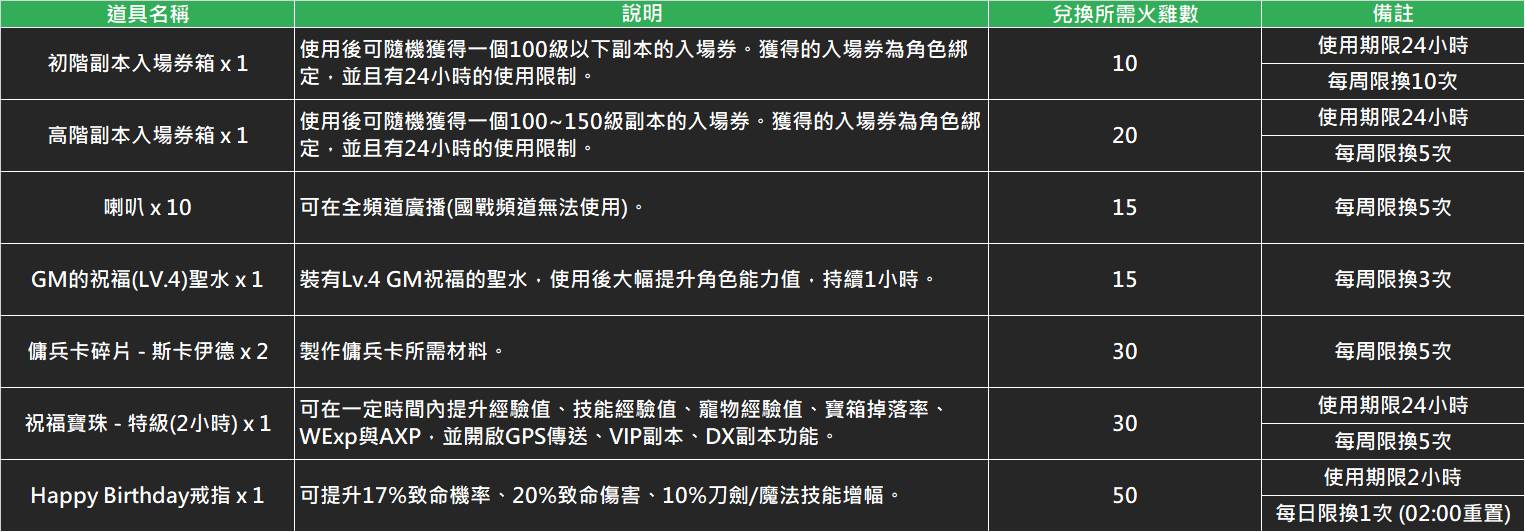 道具名稱
說明
兌換所需火雞數
備註
初階副本入場券箱 x 1
使用後可隨機獲得一個100級以下副本的入場券。獲得的入場券為角色綁
定，並且有24小時的使用限制。
10
使用期限24小時
每周限換10次
高階副本入場券箱 x 1
使用後可隨機獲得一個100~150級副本的入場券。獲得的入場券為角色綁
定，並且有24小時的使用限制。
20
使用期限24小時
每周限換5次
喇叭 x 10
可在全頻道廣播(國戰頻道無法使用)。
15
每周限換5次
GM的祝福(LV.4)聖水 x 1
裝有Lv.4 GM祝福的聖水，使用後大幅提升角色能力值，持續1小時。
15
每周限換3次
傭兵卡碎片 - 斯卡伊德 x 2
製作傭兵卡所需材料。
30
每周限換5次
祝福寶珠 - 特級(2小時) x 1
可在一定時間內提升經驗值、技能經驗值、寵物經驗值、寶箱掉落率、
WExp與AXP，並開啟GPS傳送、VIP副本、DX副本功能。
30
使用期限24小時
每周限換5次
Happy Birthday戒指 x 1
可提升17%致命機率、20%致命傷害、10%刀劍/魔法技能增幅。
50
使用期限2小時
每日限換1次 (02:00重置)